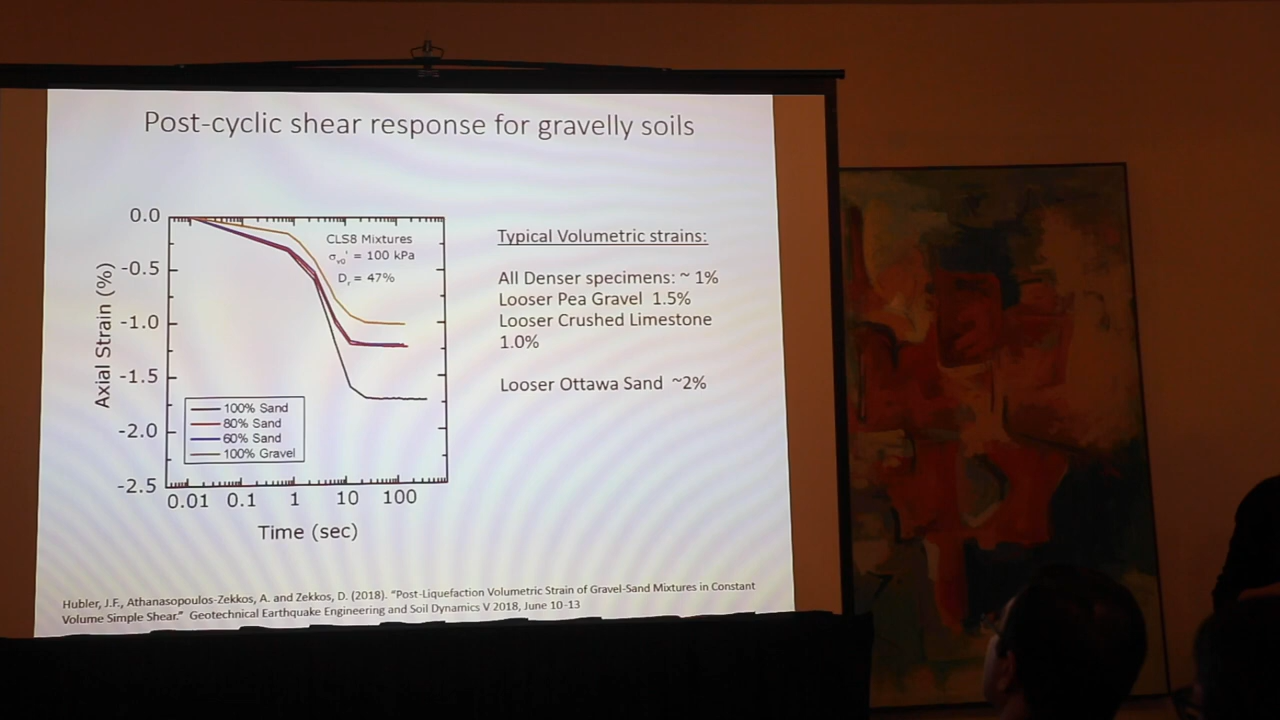 Post-cyclic shear response for gravelly soils
0.0
-0.5
-1.0
-1.5
-2.0
-2.5
Axial Strain (%)
CLS8 Mixtures
σv0' = 100 kPa
Dr = 47%
100% Sand
80% Sand
60% Sand
100% Gravel
0.01 0.1 1 10 100
Time (sec)
Typical Volumetric strains:
All Denser specimens: ~ 1%
Looser Pea Gravel 1.5%
Looser Crushed Limestone
1.0%
Looser Ottawa Sand ~2%
Hubler, J.F., Athanasopoulos-Zekkos, A. and Zekkos, D. (2018). "Post-Liquefaction Volumetric Strain of Gravel-Sand Mixtures in Constant
Volume Simple Shear." Geotechnical Earthquake Engineering and Soil Dynamics V 2018, June 10-13